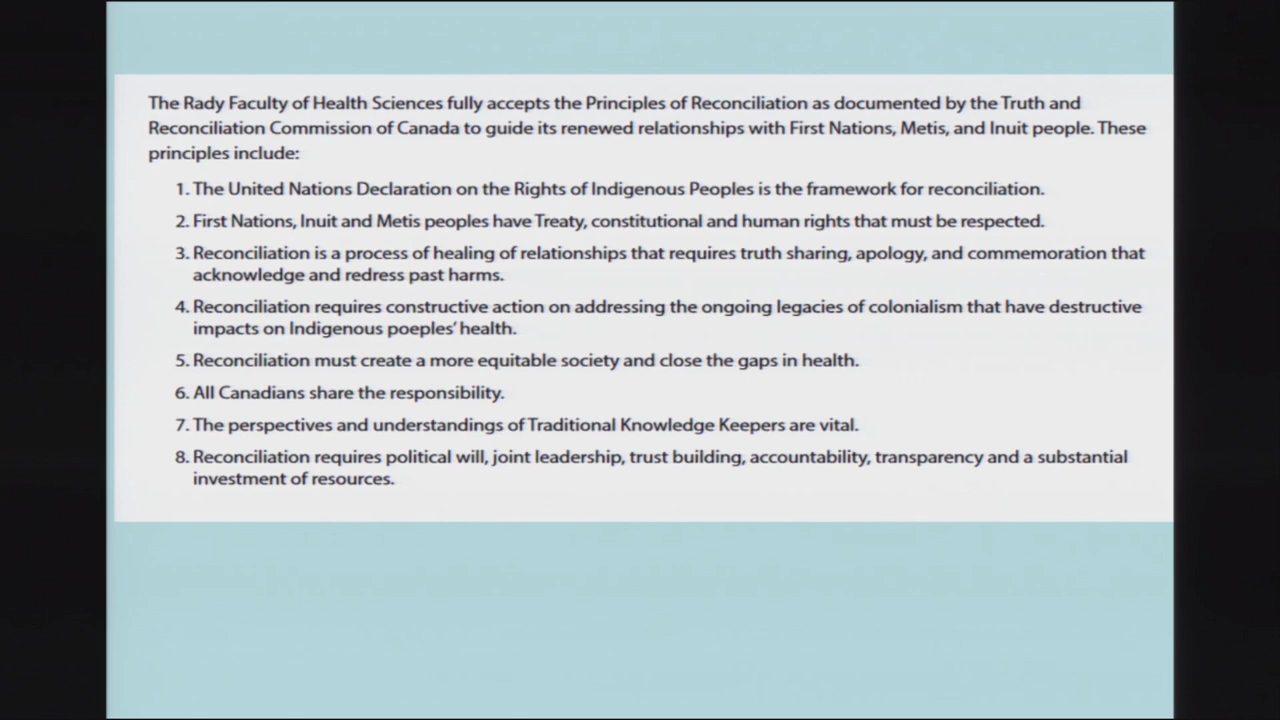 The Rady Faculty of Health Sciences fully accepts the Principles of Reconciliation as documented by the Truth and
Reconciliation Commission of Canada to guide its renewed relationships with First Nations, Metis, and Inuit people. These
principles include:
1. The United Nations Declaration on the Rights of Indigenous Peoples is the framework for reconciliation.
2. First Nations, Inuit and Metis peoples have Treaty, constitutional and human rights that must be respected.
3. Reconciliation is a process of healing of relationships that requires truth sharing, apology, and commemoration that
acknowledge and redress past harms.
4. Reconciliation requires constructive action on addressing the ongoing legacies of colonialism that have destructive
impacts on Indigenous poeples' health.
5. Reconciliation must create a more equitable society and close the gaps in health.
6. All Canadians share the responsibility.
7. The perspectives and understandings of Traditional Knowledge Keepers are vital.
8. Reconciliation requires political will, joint leadership, trust building, accountability, transparency and a substantial
investment of resources.